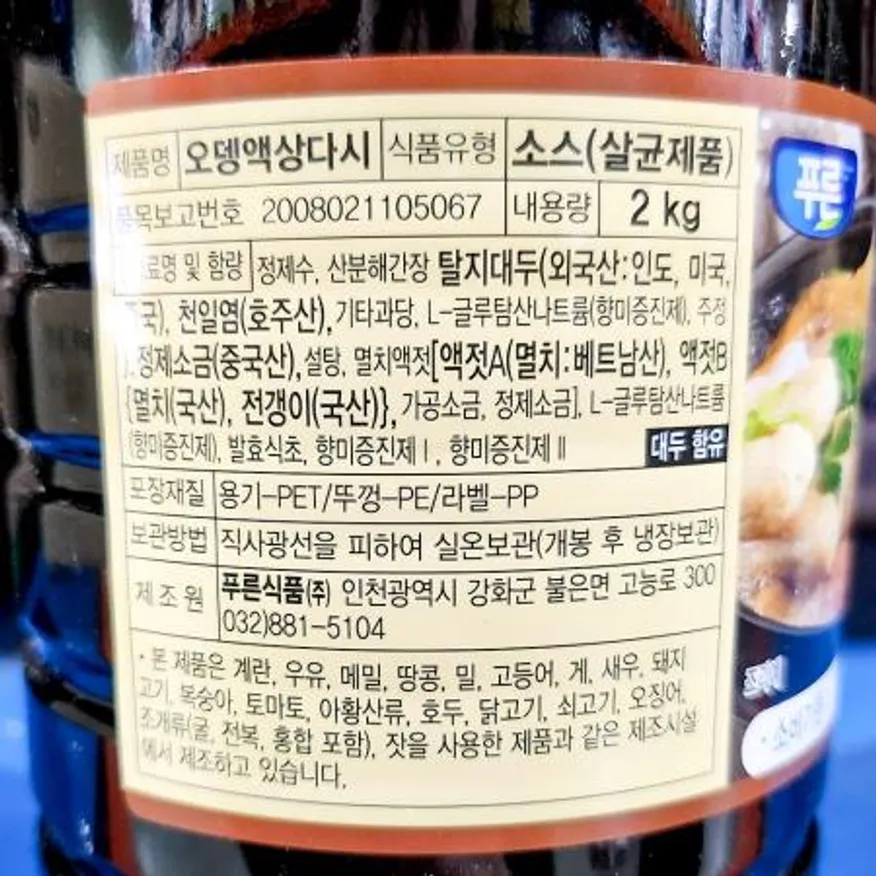 제품명 오뎅액상다시 식품유형 소스(살균제품)
품목보고번호 2008021105067 내용량 2 kg
료명 및 함량 정제수, 산분해간장 탈지대두(외국산:인도, 미국,
국), 천일염(호주산), 기타과당, L-글루탐산나트륨(향미증진제), 주정
), 정제소금(중국산), 설탕, 멸치액젓[액젓A(멸치:베트남산), 액젓B
{멸치(국산), 전갱이(국산)}, 가공소금, 정제소금], L-글루탐산나트륨
(향미증진제), 발효식초, 향미증진제Ⅰ, 향미증진제Ⅱ 대두 함유
포장재질 용기-PET/뚜껑-PE/라벨-PP
보관방법 직사광선을 피하여 실온보관(개봉 후 냉장보관)
제조원 푸른식품(주) 인천광역시 강화군 불은면 고능로 300
032)881-5104
• 본 제품은 계란, 우유, 메밀, 땅콩, 밀, 고등어, 게, 새우, 돼지
고기, 복숭아, 토마토, 아황산류, 호두, 닭고기, 쇠고기, 오징어,
조개류(굴, 전복, 홍합 포함), 잣을 사용한 제품과 같은 제조시설
에서 제조하고 있습니다.
푸른